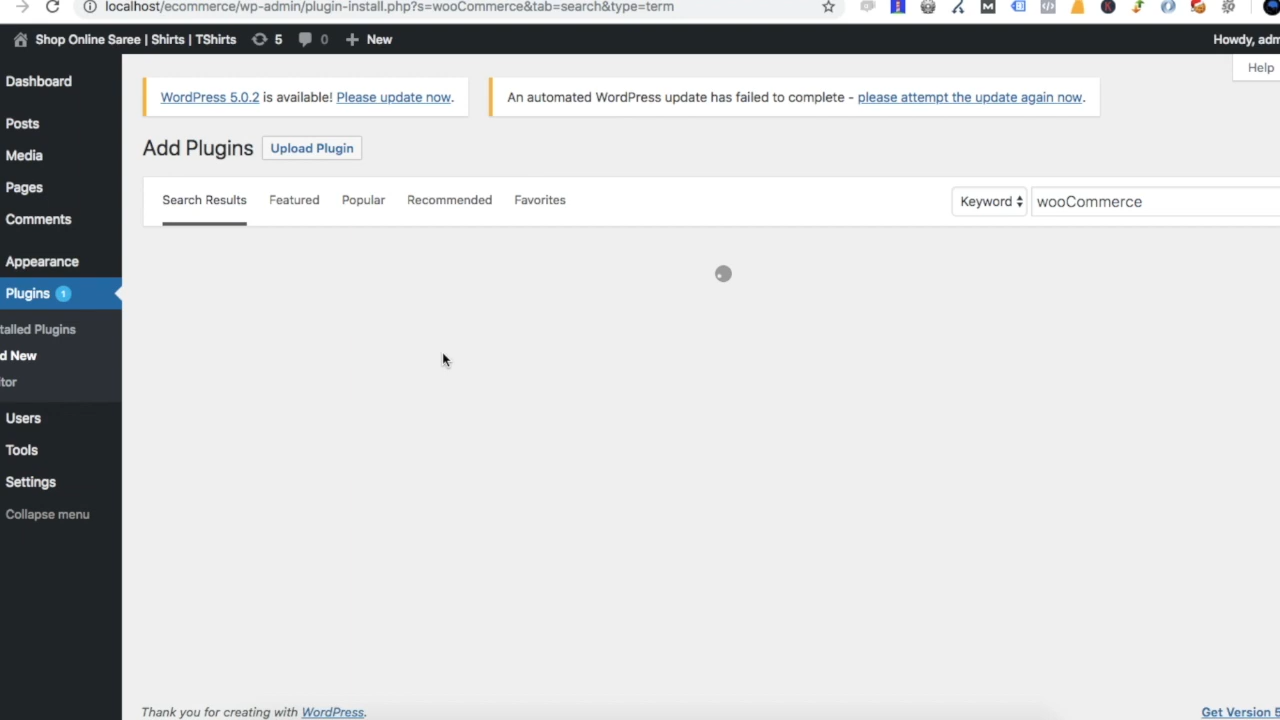 localhost/ecommerce/wp-admin/plugin-install.php?s=wooCommerce&tab=search&type=term
Shop Online Saree | Shirts | TShirts 5 0 New Howdy, adm
Help
Dashboard
Posts
Media
Pages
Comments
Appearance
Plugins 1
talled Plugins
d New
tor
Users
Tools
Settings
Collapse menu
WordPress 5.0.2 is available! Please update now.
An automated WordPress update has failed to complete - please attempt the update again now.
Add Plugins Upload Plugin
Search Results Featured Popular Recommended Favorites Keyword wooCommerce
Thank you for creating with WordPress. Get Version 5